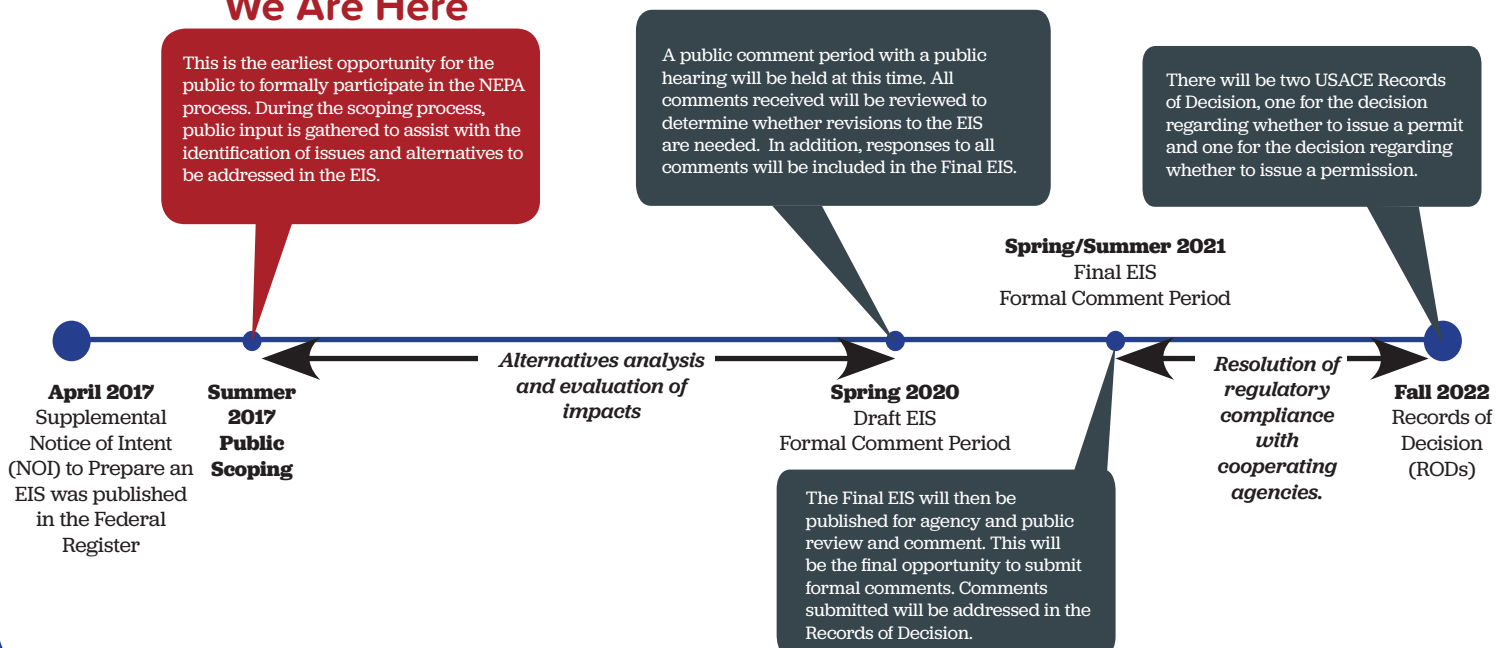 We Are Here
This is the earliest opportunity for the
public to formally participate in the NEPA
process. During the scoping process,
public input is gathered to assist with the
identification of issues and alternatives to
be addressed in the EIS.
A public comment period with a public
hearing will be held at this time. All
comments received will be reviewed to
determine whether revisions to the EIS
are needed.  In addition, responses to all
comments will be included in the Final EIS.
There will be two USACE Records
of Decision, one for the decision
regarding whether to issue a permit
and one for the decision regarding
whether to issue a permission.
Spring/Summer 2021
Final EIS
Formal Comment Period
April 2017
Supplemental
Notice of Intent
(NOI) to Prepare an
EIS was published
in the Federal
Register
Summer
2017
Public
Scoping
Alternatives analysis
and evaluation of
impacts
Spring 2020
Draft EIS
Formal Comment Period
The Final EIS will then be
published for agency and public
review and comment. This will
be the final opportunity to submit
formal comments. Comments
submitted will be addressed in the
Records of Decision.
Resolution of
regulatory
compliance
with
cooperating
agencies.
Fall 2022
Records of
Decision
(RODs)